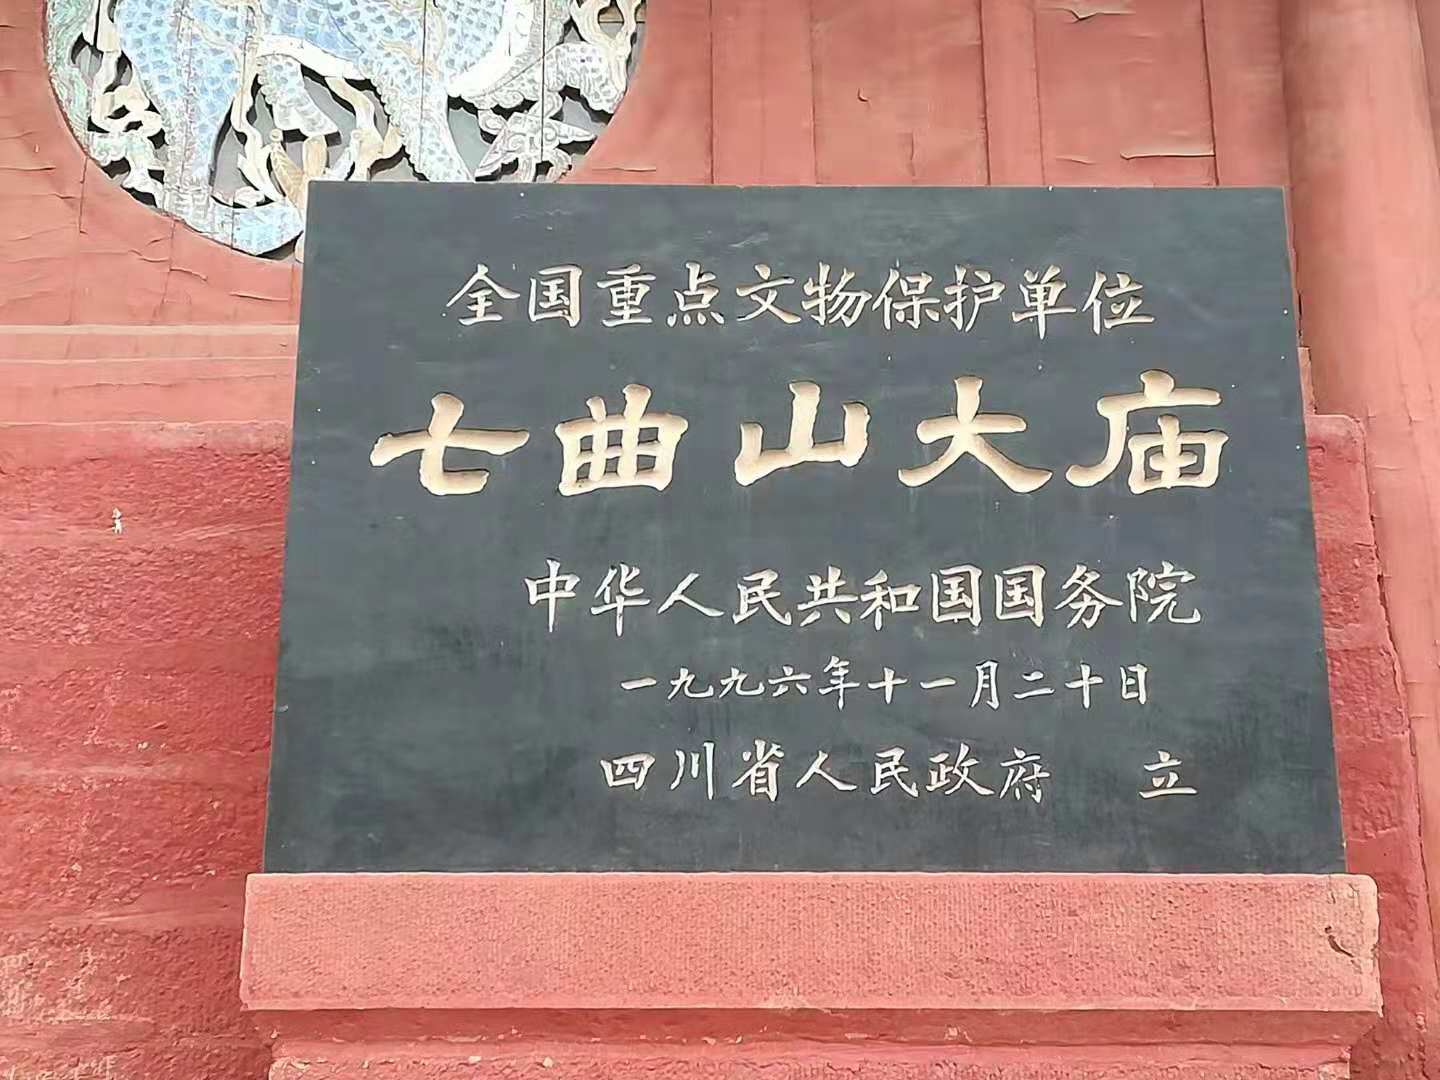 全国重点文物保护单位
七曲山大庙
中华人民共和国国务院
一九九六年十一月二十日
四川省人民政府 立